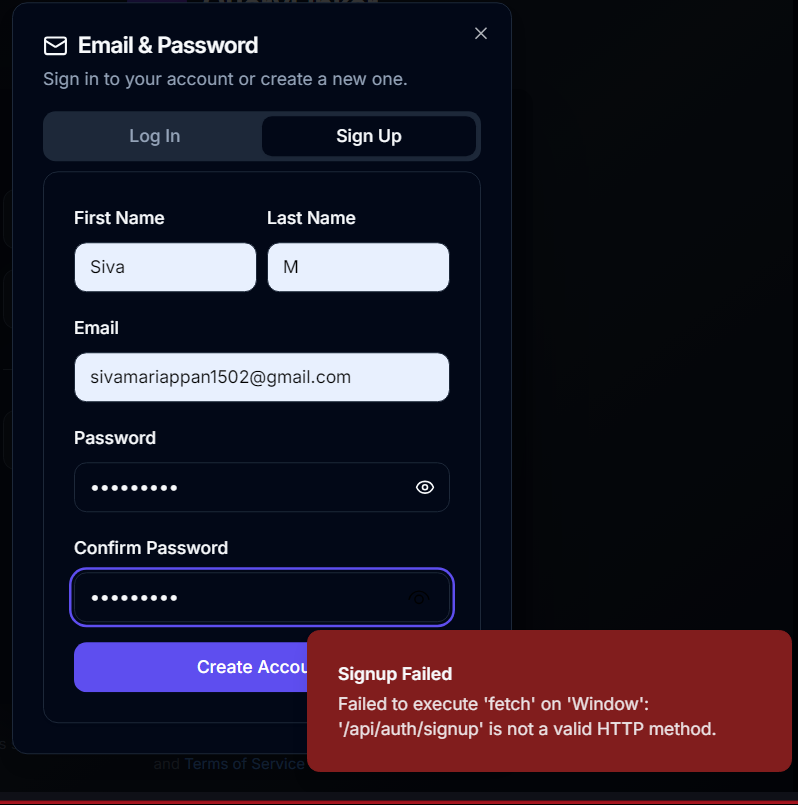 Email & Password
Sign in to your account or create a new one.
Log In Sign Up
First Name Last Name
Siva M
Email
sivamariappan1502@gmail.com
Password
•••••••••
Confirm Password
•••••••••
Create Accou
Signup Failed
Failed to execute 'fetch' on 'Window':
'/api/auth/signup' is not a valid HTTP method.
and Terms of Service